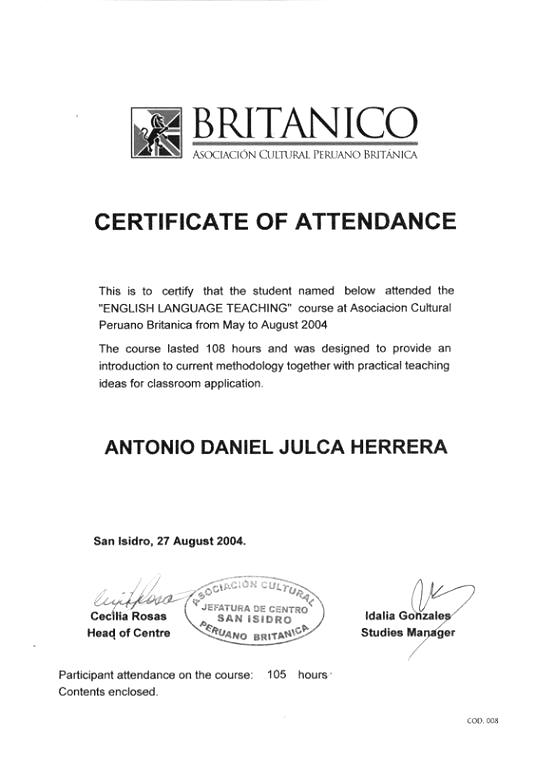 BRITANICO
ASOCIACIÓN CULTURAL PERUANO BRITÁNICA
CERTIFICATE OF ATTENDANCE
This is to certify that the student named below attended the
"ENGLISH LANGUAGE TEACHING" course at Asociacion Cultural
Peruano Britanica from May to August 2004
The course lasted 108 hours and was designed to provide an
introduction to current methodology together with practical teaching
ideas for classroom application.
ANTONIO DANIEL JULCA HERRERA
San Isidro, 27 August 2004.
ASOCIACIÓN CULTURAL
JEFATURA DE CENTRO
SAN ISIDRO
PERUANO BRITANICA
Cecilia Rosas
Head of Centre
Idalia Gonzales
Studies Manager
Participant attendance on the course: 105 hours
Contents enclosed.
COD. 008